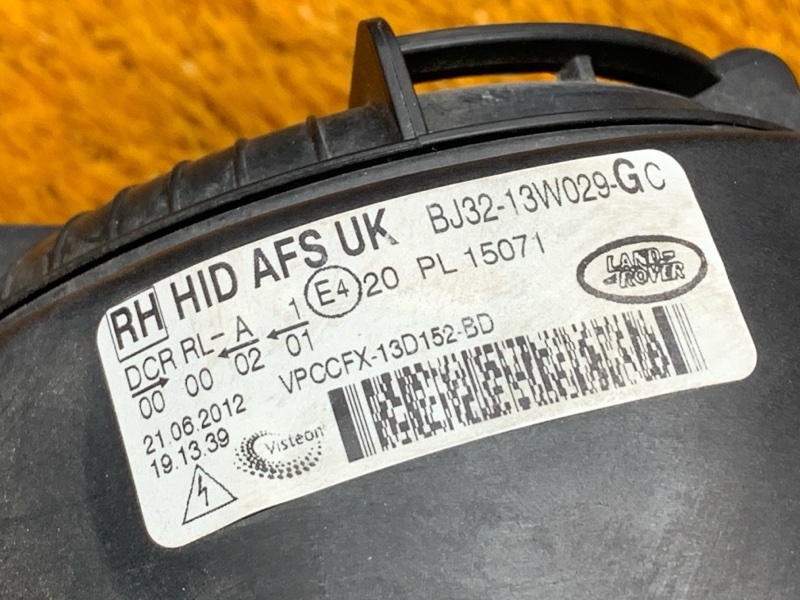 RH HID AFS UK BJ32-13W029-GC
DCR RL-A 1 E4 20 PL 15071
00 00 02 01
LAND-ROVER
VPCCFX-13D152-BD
21.06.2012
19.13.39
Visteon